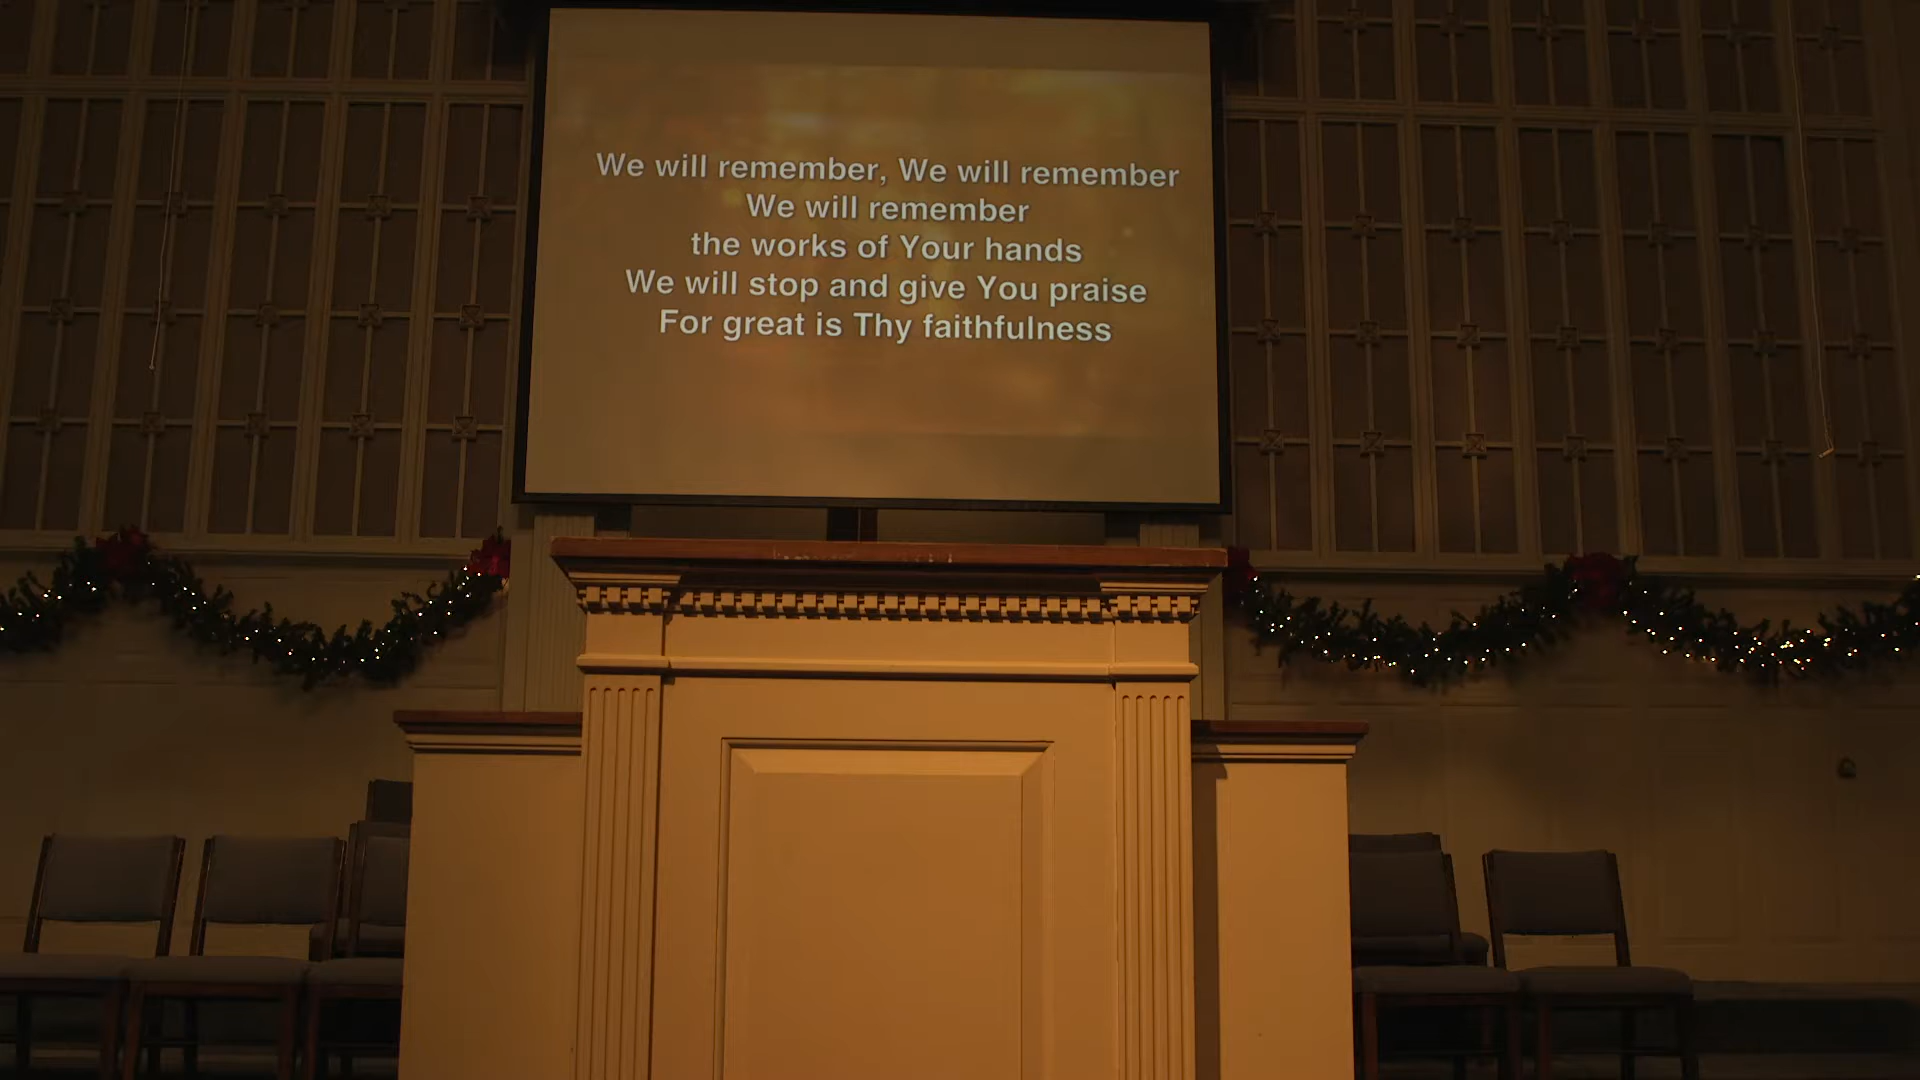 We will remember, We will remember
We will remember
the works of Your hands
We will stop and give You praise
For great is Thy faithfulness